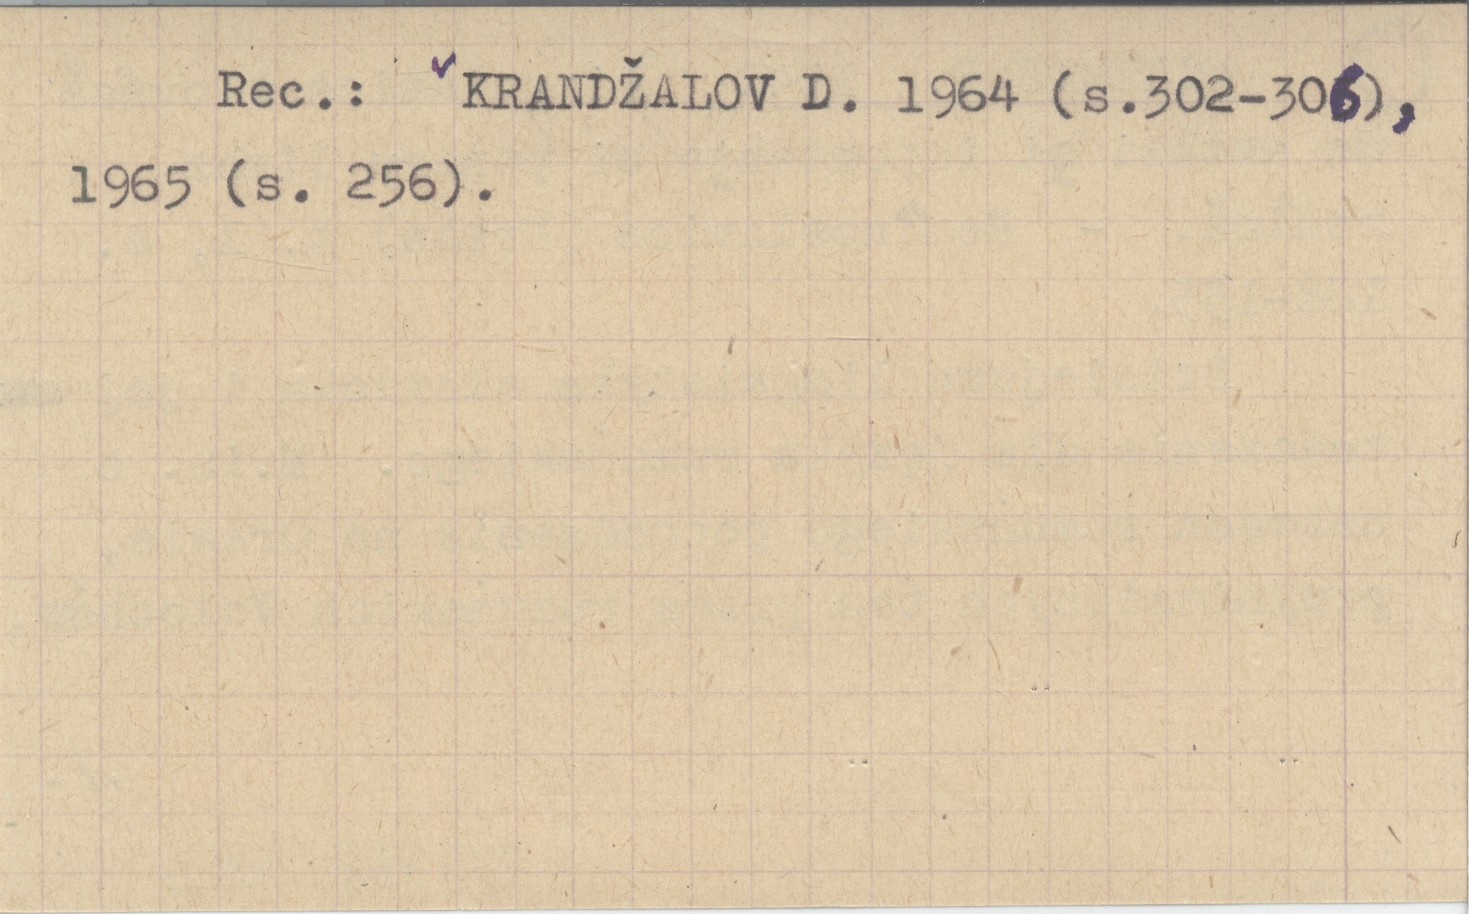 Rec.: ✓KRANDŽALOV D. 1964 (s.302-306),
1965 (s. 256).